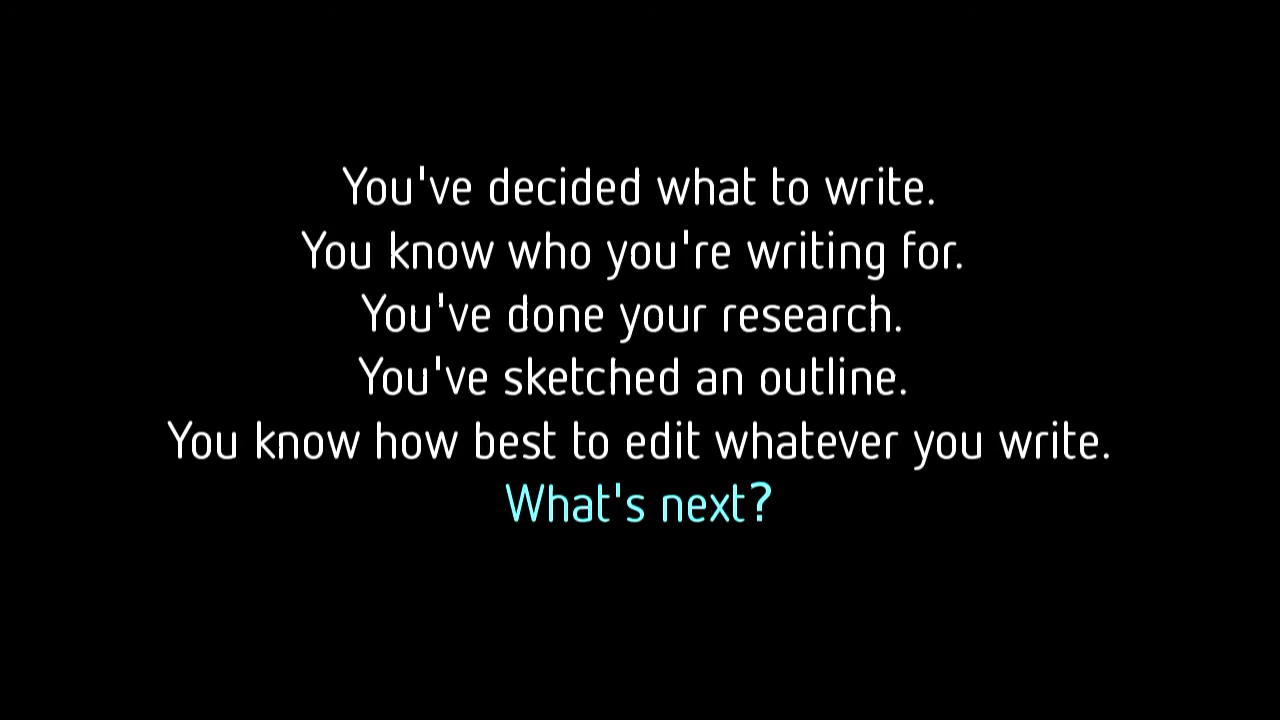 You've decided what to write.
You know who you're writing for.
You've done your research.
You've sketched an outline.
You know how best to edit whatever you write.
What's next?